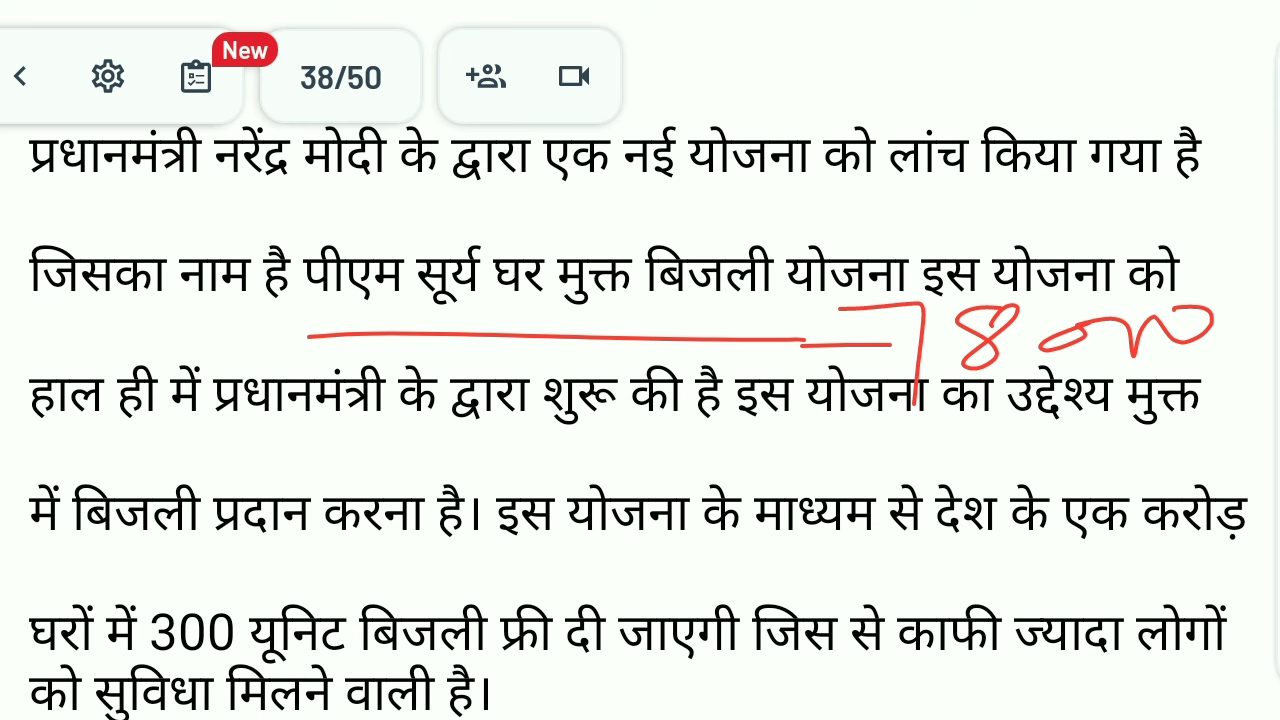 New
38/50
प्रधानमंत्री नरेंद्र मोदी के द्वारा एक नई योजना को लांच किया गया है
जिसका नाम है पीएम सूर्य घर मुक्त बिजली योजना इस योजना को
78000
हाल ही में प्रधानमंत्री के द्वारा शुरू की है इस योजना का उद्देश्य मुक्त
में बिजली प्रदान करना है। इस योजना के माध्यम से देश के एक करोड़
घरों में 300 यूनिट बिजली फ्री दी जाएगी जिस से काफी ज्यादा लोगों
को सुविधा मिलने वाली है।